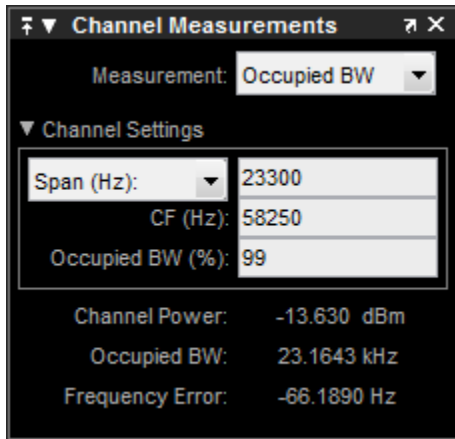 Channel Measurements
Measurement: Occupied BW
Channel Settings
Span (Hz): 23300
CF (Hz): 58250
Occupied BW (%): 99
Channel Power: -13.630 dBm
Occupied BW: 23.1643 kHz
Frequency Error: -66.1890 Hz